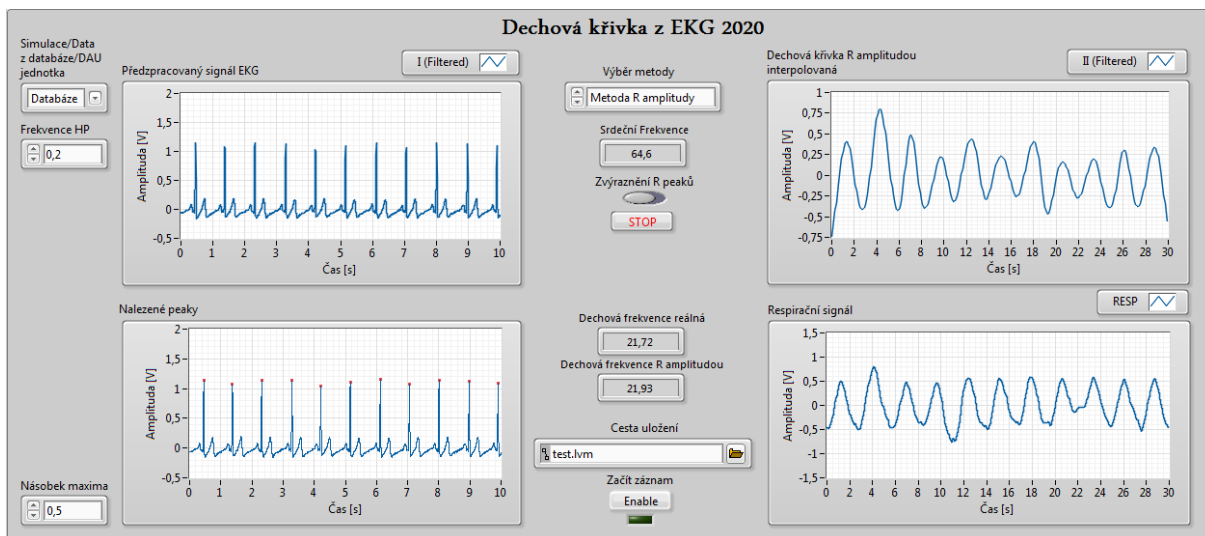 Dechová křivka z EKG 2020
Simulace/Data
z databáze/DAU
jednotka
Databáze
Frekvence HP
0,2
Násobek maxima
0,5
Předzpracovaný signál EKG
I (Filtered)
Amplituda [V]
2
1,5
1
0,5
0
-0,5
0 1 2 3 4 5 6 7 8 9 10
Čas [s]
Nalezené peaky
Amplituda [V]
2
1,5
1
0,5
0
-0,5
0 1 2 3 4 5 6 7 8 9 10
Čas [s]
Výběr metody
Metoda R amplitudy
Srdeční Frekvence
64,6
Zvýraznění R peaků
STOP
Dechová frekvence reálná
21,72
Dechová frekvence R amplitudou
21,93
Cesta uložení
test.lvm
Začít záznam
Enable
Dechová křivka R amplitudou
interpolovaná
II (Filtered)
Amplituda [V]
1
0,75
0,5
0,25
0
-0,25
-0,5
-0,75
0 2 4 6 8 10 12 14 16 18 20 22 24 26 28 30
Čas [s]
Respirační signál
RESP
Amplituda [V]
1,5
1
0,5
0
-0,5
-1
-1,5
0 2 4 6 8 10 12 14 16 18 20 22 24 26 28 30
Čas [s]